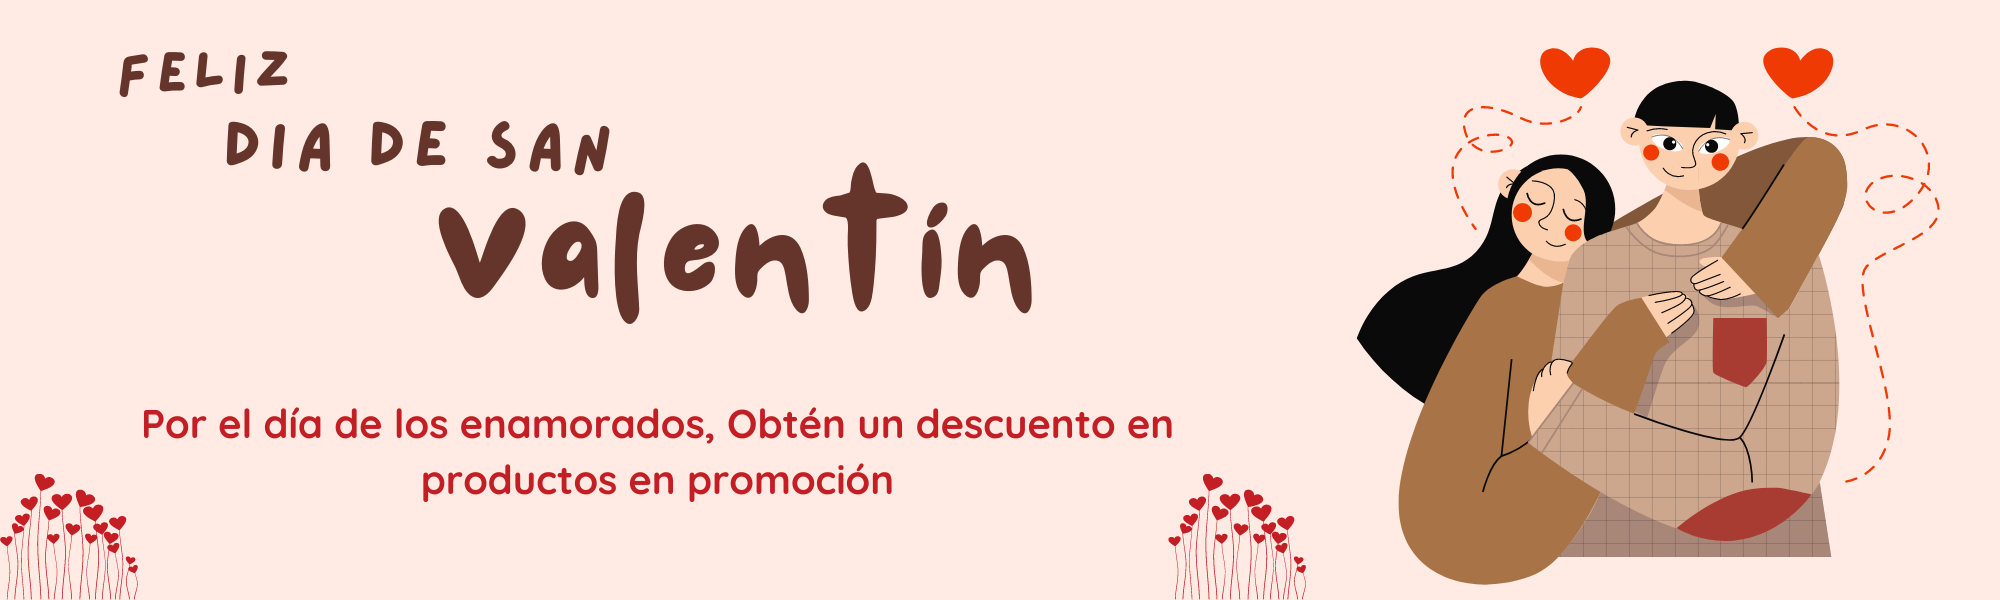 FELIZ
DIA DE SAN
valentín
Por el día de los enamorados, Obtén un descuento en
productos en promoción